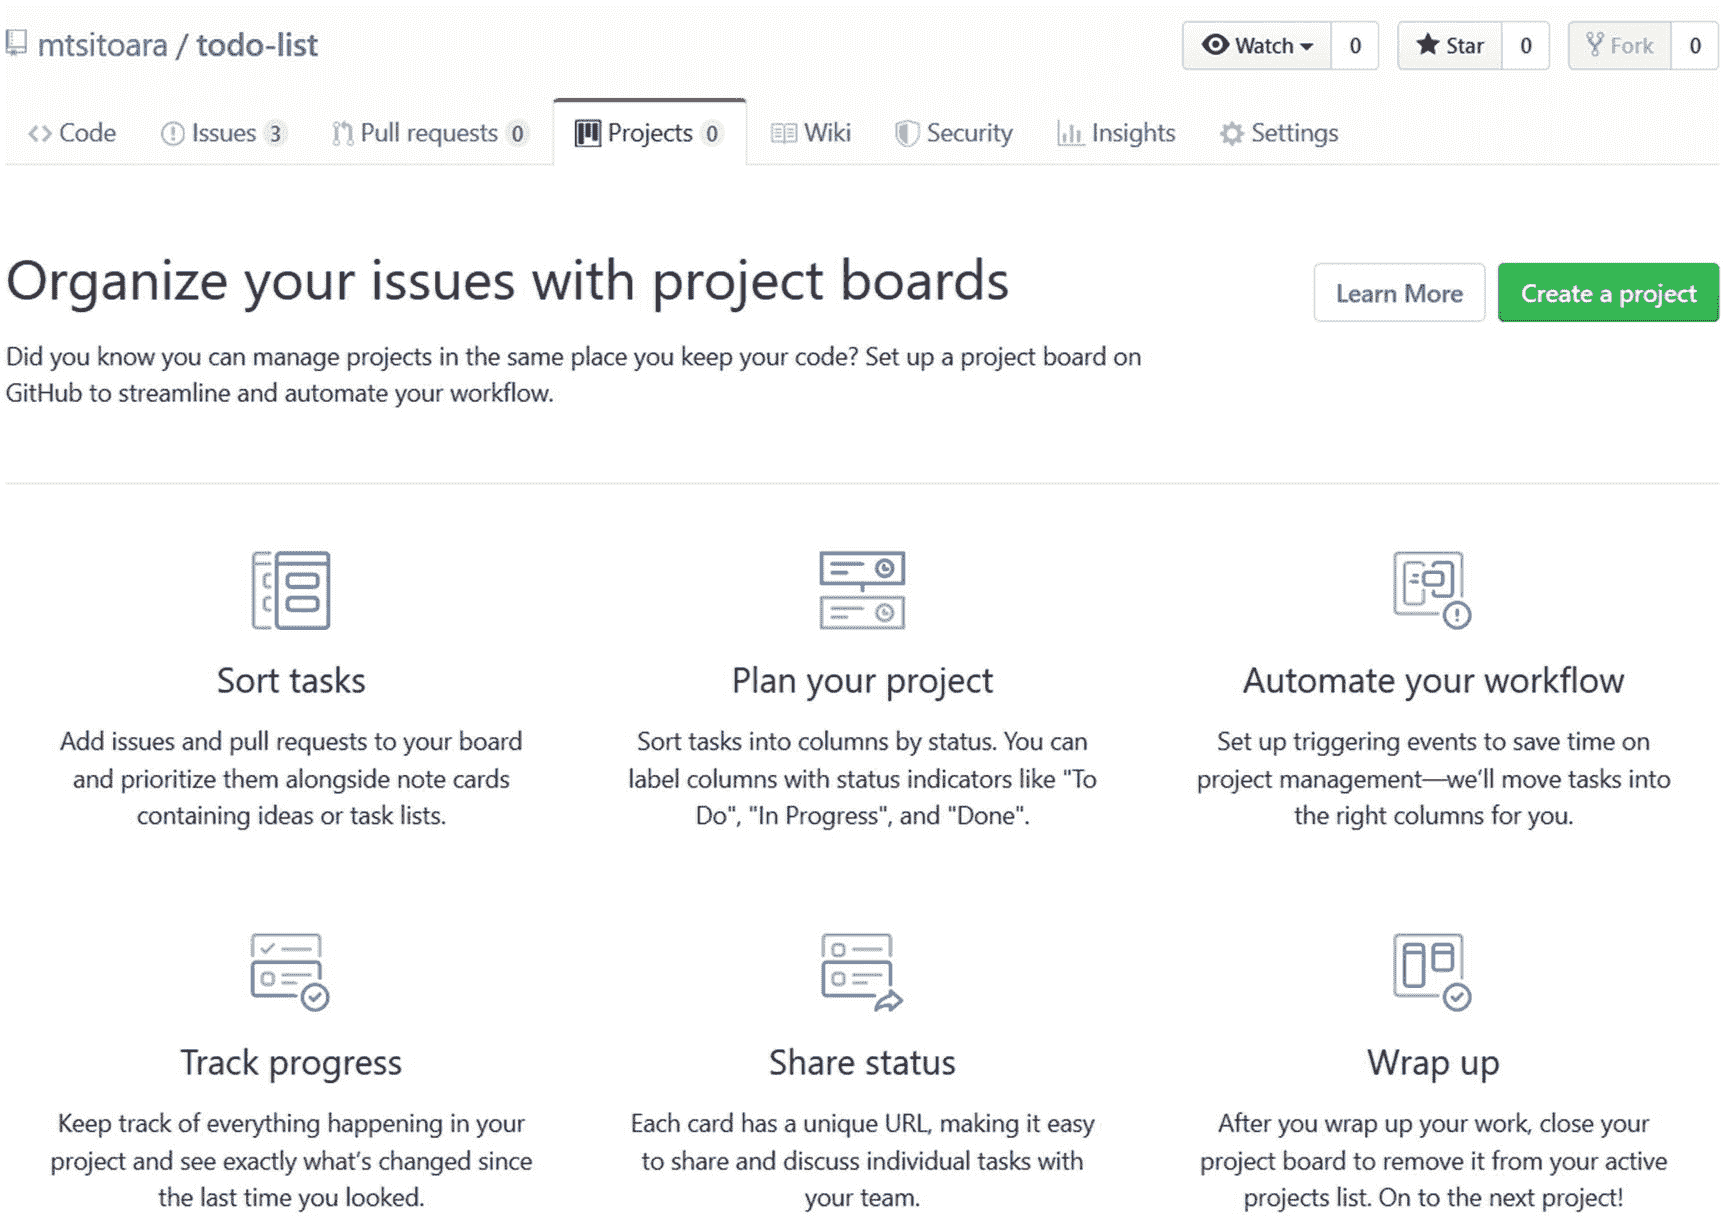 mtsitoara / todo-list
Watch 0
Star 0
Fork 0
Code
Issues 3
Pull requests 0
Projects 0
Wiki
Security
Insights
Settings
Organize your issues with project boards
Learn More
Create a project
Did you know you can manage projects in the same place you keep your code? Set up a project board on
GitHub to streamline and automate your workflow.
Sort tasks
Add issues and pull requests to your board
and prioritize them alongside note cards
containing ideas or task lists.
Plan your project
Sort tasks into columns by status. You can
label columns with status indicators like "To
Do", "In Progress", and "Done".
Automate your workflow
Set up triggering events to save time on
project management—we'll move tasks into
the right columns for you.
Track progress
Keep track of everything happening in your
project and see exactly what's changed since
the last time you looked.
Share status
Each card has a unique URL, making it easy
to share and discuss individual tasks with
your team.
Wrap up
After you wrap up your work, close your
project board to remove it from your active
projects list. On to the next project!